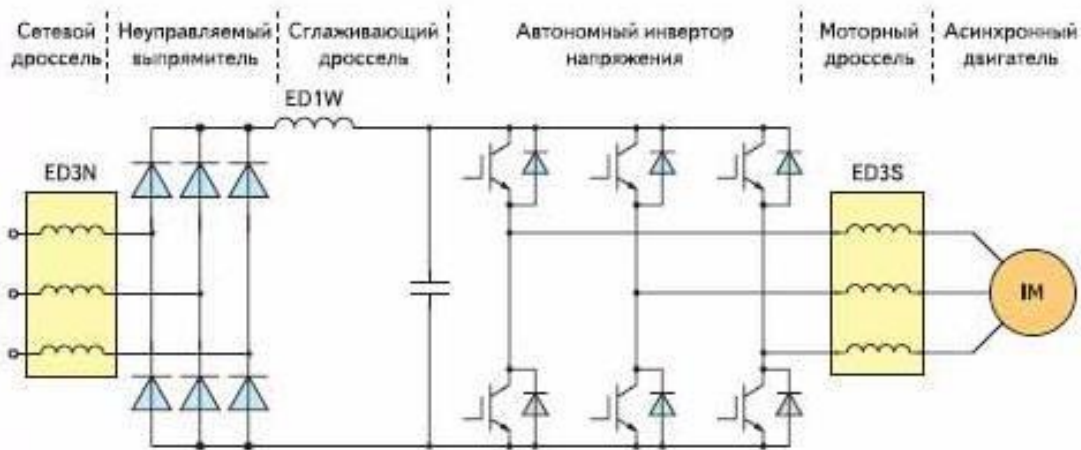 Сетевой дроссель
Неуправляемый выпрямитель
Сглаживающий дроссель
Автономный инвертор напряжения
Моторный дроссель
Асинхронный двигатель
ED1W
ED3N
ED3S
IM